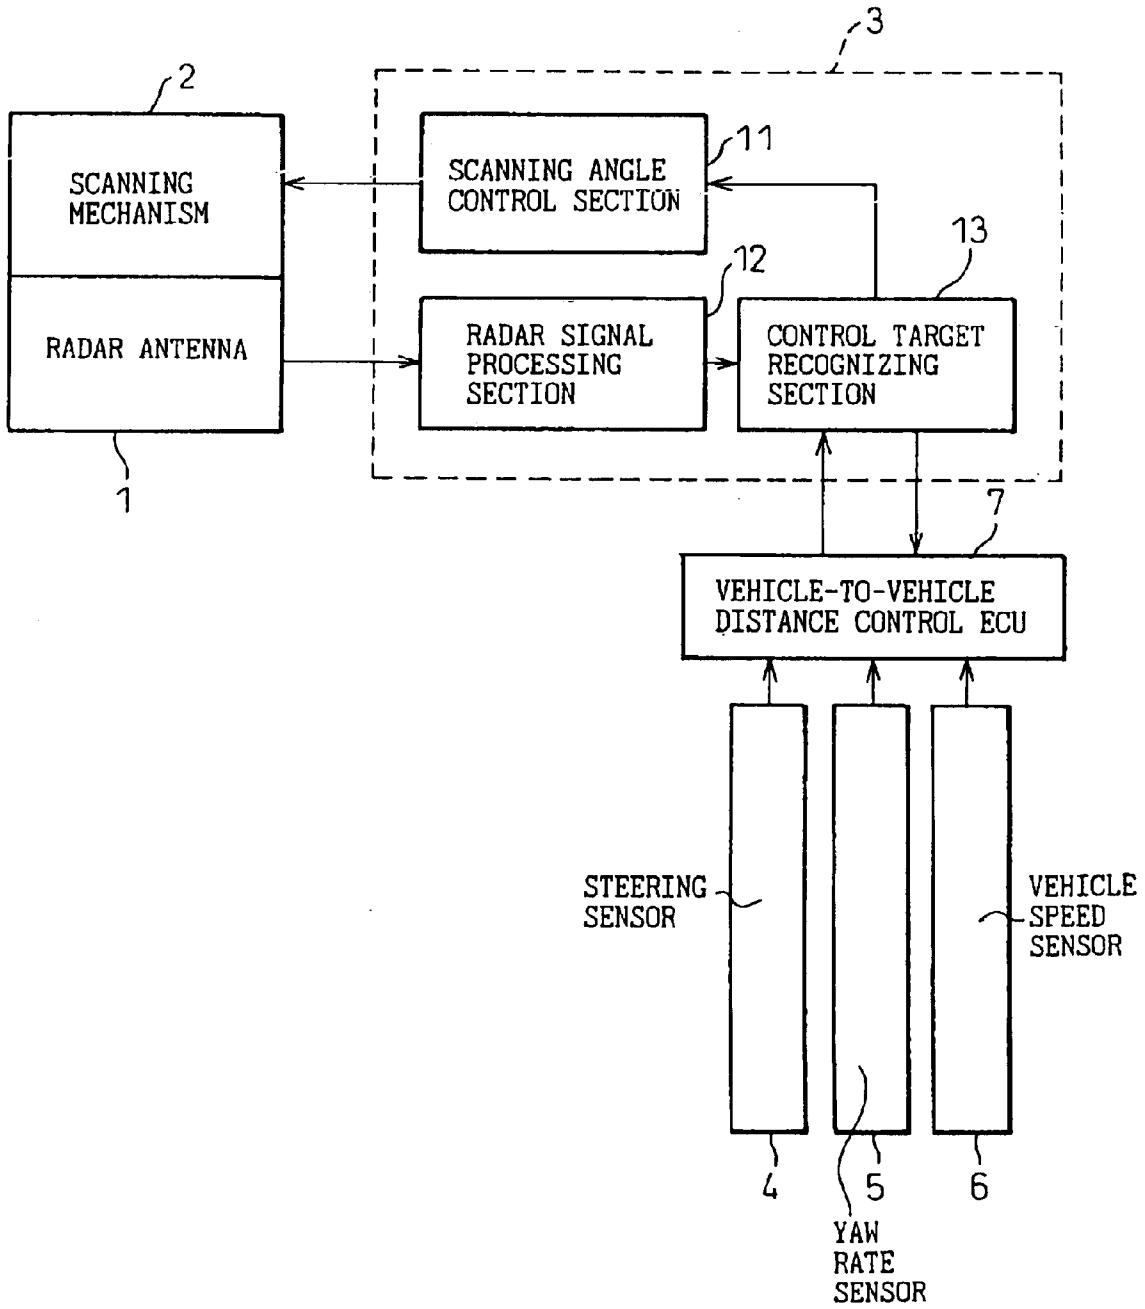 3
2
SCANNING
MECHANISM
11
SCANNING ANGLE
CONTROL SECTION
13
12
RADAR ANTENNA
RADAR SIGNAL
PROCESSING
SECTION
CONTROL TARGET
RECOGNIZING
SECTION
1
7
VEHICLE-TO-VEHICLE
DISTANCE CONTROL ECU
STEERING
SENSOR
VEHICLE
SPEED
SENSOR
4
5
6
YAW
RATE
SENSOR